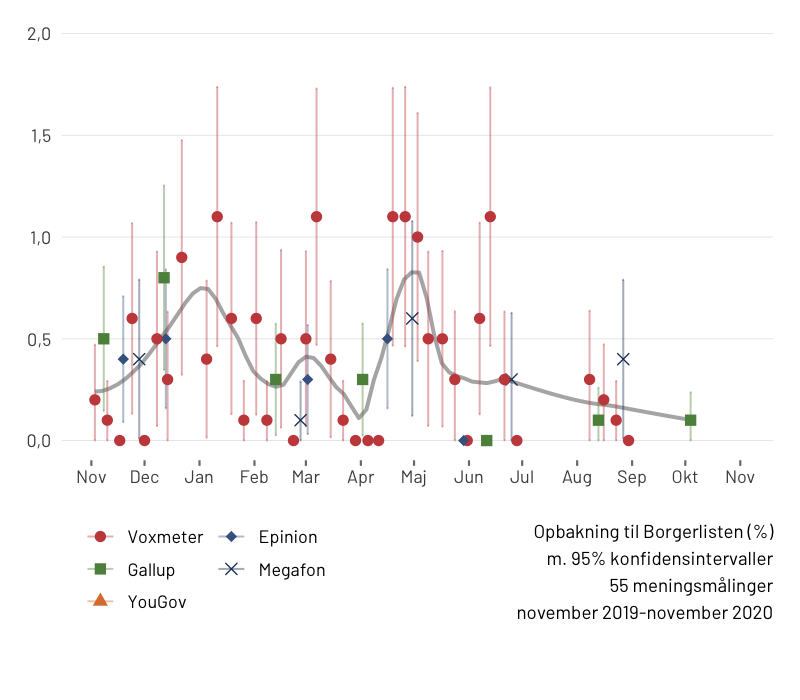 2,0
1,5
1,0
0,5
0,0
Nov Dec Jan Feb Mar Apr Maj Jun Jul Aug Sep Okt Nov
Voxmeter Epinion
Gallup Megafon
YouGov
Opbakning til Borgerlisten (%)
m. 95% konfidensintervaller
55 meningsmålinger
november 2019-november 2020